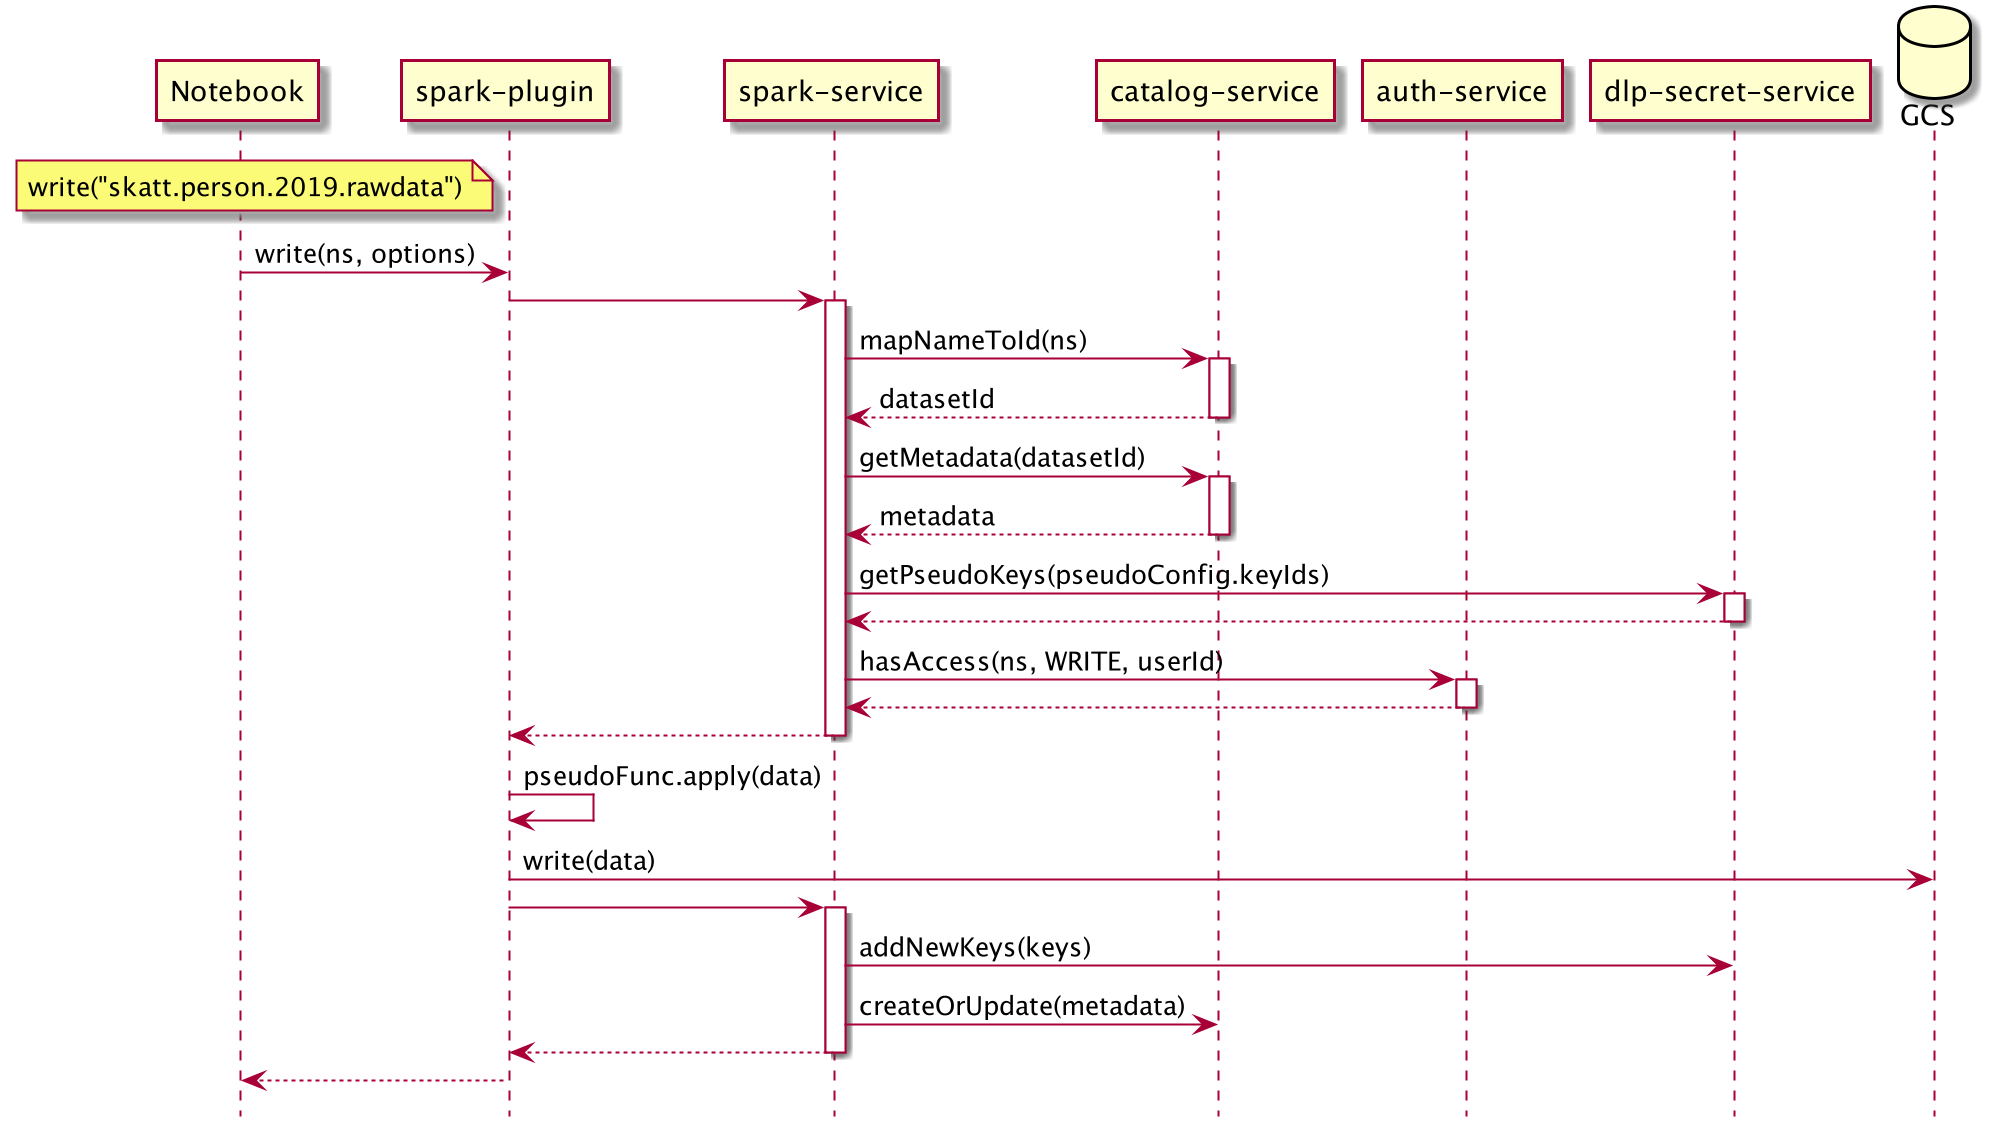 Notebook
spark-plugin
spark-service
catalog-service
auth-service
dlp-secret-service
GCS
write("skatt.person.2019.rawdata")
write(ns, options)
mapNameToId(ns)
datasetId
getMetadata(datasetId)
metadata
getPseudoKeys(pseudoConfig.keyIds)
hasAccess(ns, WRITE, userId)
pseudoFunc.apply(data)
write(data)
addNewKeys(keys)
createOrUpdate(metadata)